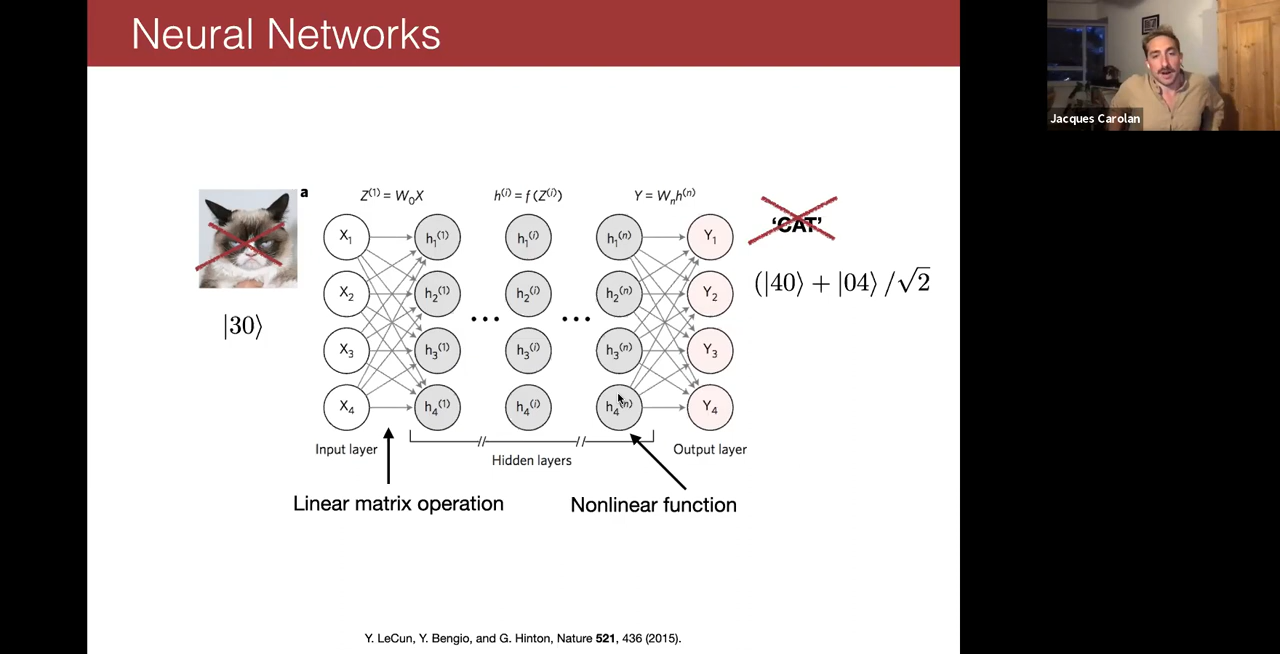 Neural Networks
Jacques Carolan
a
Z⁽¹⁾ = W₀X
h⁽ⁱ⁾ = f (Z⁽ⁱ⁾)
Y = Wₙh⁽ⁿ⁾
'CAT'
X₁ h₁⁽¹⁾ h₁⁽ⁱ⁾ h₁⁽ⁿ⁾ Y₁
(|40⟩ + |04⟩ /√2
X₂ h₂⁽¹⁾ h₂⁽ⁱ⁾ h₂⁽ⁿ⁾ Y₂
|30⟩
X₃ h₃⁽¹⁾ h₃⁽ⁱ⁾ h₃⁽ⁿ⁾ Y₃
X₄ h₄⁽¹⁾ h₄⁽ⁱ⁾ h₄⁽ⁿ⁾ Y₄
Input layer
Hidden layers
Output layer
Linear matrix operation
Nonlinear function
Y. LeCun, Y. Bengio, and G. Hinton, Nature 521, 436 (2015).